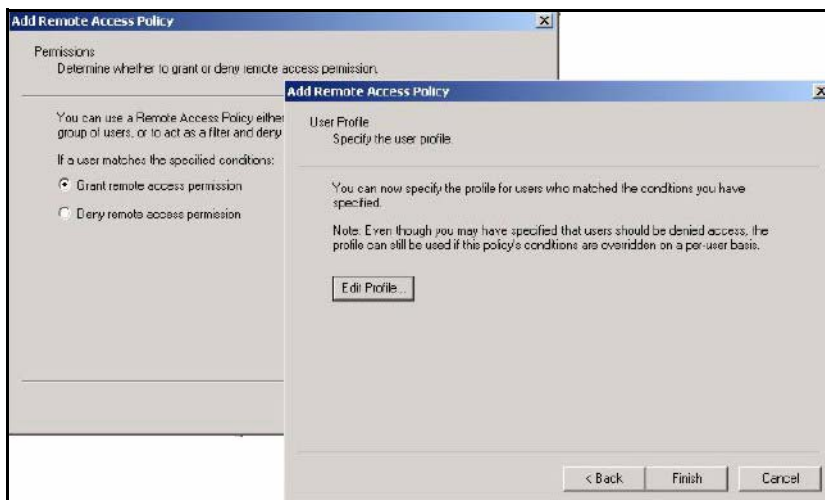 Add Remote Access Policy
Permissions
Determine whether to grant or deny remote access permission.
You can use a Remote Access Policy either
group of users, or to act as a filter and deny
If a user matches the specified conditions:
Grant remote access permission
Deny remote access permission
Add Remote Access Policy
User Profile
Specify the user profile.
You can now specify the profile for users who matched the conditions you have
specified.
Note: Even though you may have specified that users should be denied access, the
profile can still be used if this policy's conditions are overridden on a per-user basis.
Edit Profile...
< Back
Finish
Cancel